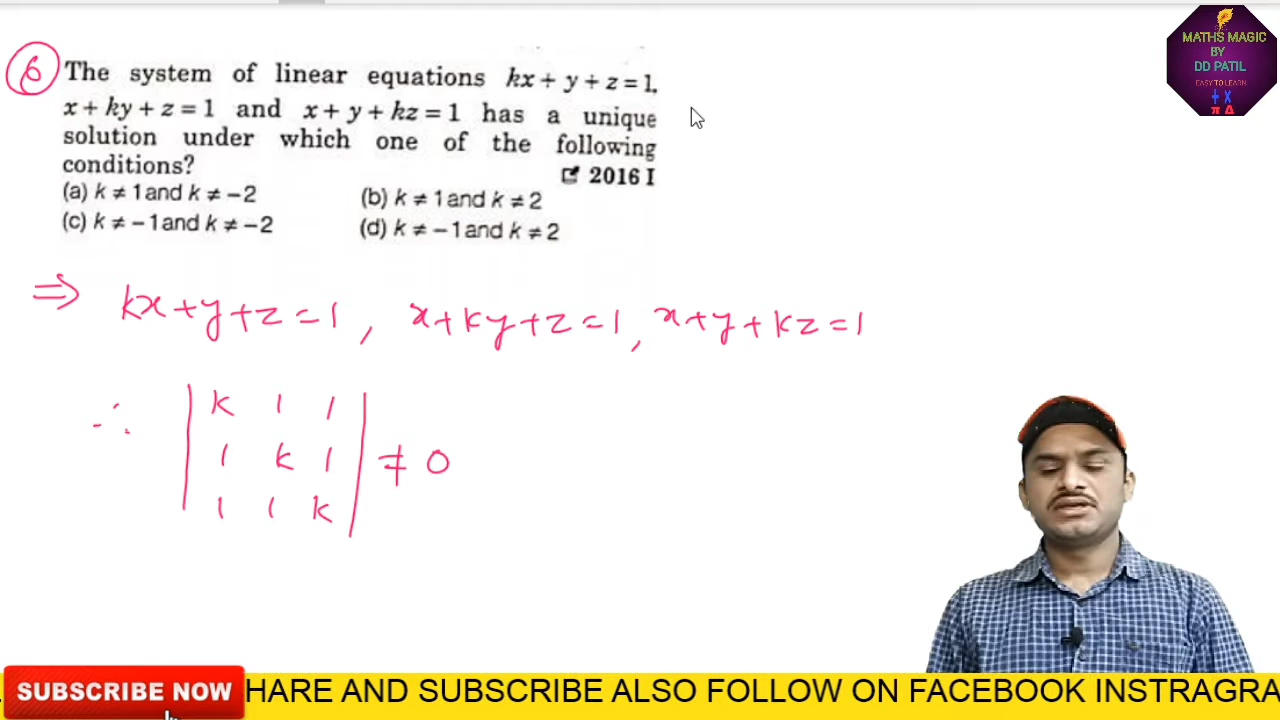 MATHS MAGIC
BY
DD PATIL
EASY TO LEARN
+ X
π Δ
6 The system of linear equations kx + y + z = 1,
x + ky + z = 1 and x + y + kz = 1 has a unique
solution under which one of the following
conditions?
2016 I
(a) k ≠ 1 and k ≠ −2 (b) k ≠ 1 and k ≠ 2
(c) k ≠ −1 and k ≠ −2 (d) k ≠ −1 and k ≠ 2
⇒ kx+y+z=1, x+ky+z=1, x+y+kz=1
∴ | k 1 1 |
| 1 k 1 | ≠ 0
| 1 1 k |
SUBSCRIBE NOW HARE AND SUBSCRIBE ALSO FOLLOW ON FACEBOOK INSTRAGRA